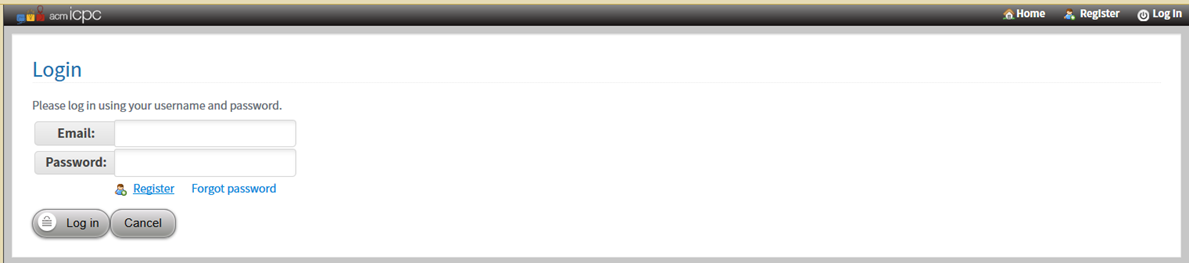 acm icpc Home Register Log In
Login
Please log in using your username and password.
Email:
Password:
Register Forgot password
Log in Cancel